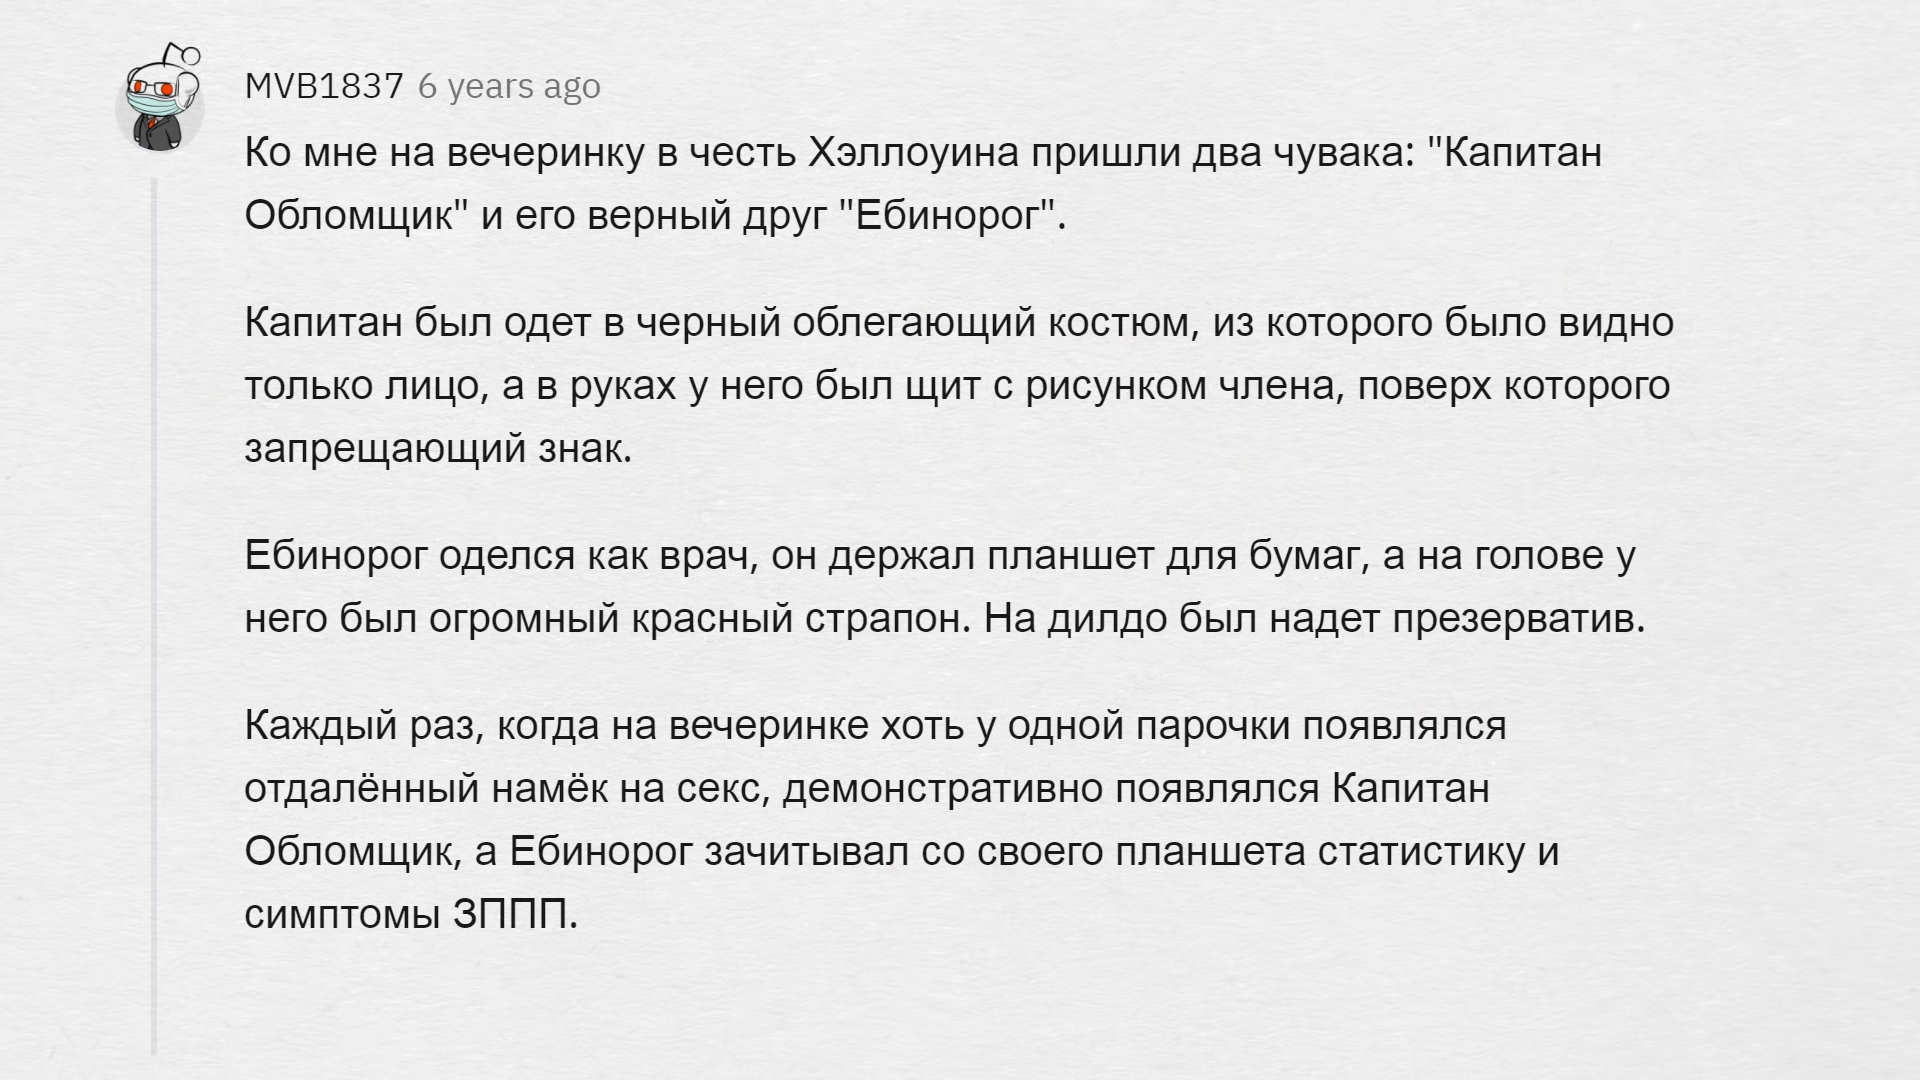 MVB1837 6 years ago
Ко мне на вечеринку в честь Хэллоуина пришли два чувака: "Капитан
Обломщик" и его верный друг "Ебинорог".
Капитан был одет в черный облегающий костюм, из которого было видно
только лицо, а в руках у него был щит с рисунком члена, поверх которого
запрещающий знак.
Ебинорог оделся как врач, он держал планшет для бумаг, а на голове у
него был огромный красный страпон. На дилдо был надет презерватив.
Каждый раз, когда на вечеринке хоть у одной парочки появлялся
отдалённый намёк на секс, демонстративно появлялся Капитан
Обломщик, а Ебинорог зачитывал со своего планшета статистику и
симптомы ЗППП.